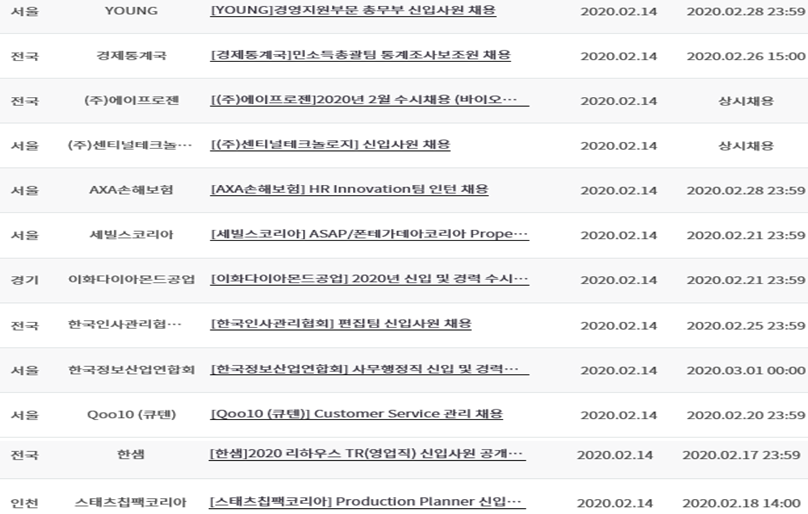 서울 YOUNG [YOUNG]경영지원부문 총무부 신입사원 채용 2020.02.14 2020.02.28 23:59
전국 경제통계국 [경제통계국]민소득총괄팀 통계조사보조원 채용 2020.02.14 2020.02.26 15:00
전국 (주)에이프로젠 [(주)에이프로젠]2020년 2월 수시채용 (바이오… 2020.02.14 상시채용
서울 (주)센티널테크놀… [(주)센티널테크놀로지] 신입사원 채용 2020.02.14 상시채용
서울 AXA손해보험 [AXA손해보험] HR Innovation팀 인턴 채용 2020.02.14 2020.02.28 23:59
서울 세빌스코리아 [세빌스코리아] ASAP/폰테가데아코리아 Prope… 2020.02.14 2020.02.21 23:59
경기 이화다이아몬드공업 [이화다이아몬드공업] 2020년 신입 및 경력 수시… 2020.02.14 2020.02.21 23:59
전국 한국인사관리협… [한국인사관리협회] 편집팀 신입사원 채용 2020.02.14 2020.02.25 23:59
서울 한국정보산업연합회 [한국정보산업연합회] 사무행정직 신입 및 경력… 2020.02.14 2020.03.01 00:00
서울 Qoo10 (큐텐) [Qoo10 (큐텐)] Customer Service 관리 채용 2020.02.14 2020.02.20 23:59
전국 한샘 [한샘]2020 리하우스 TR(영업직) 신입사원 공개… 2020.02.14 2020.02.17 23:59
인천 스태츠칩팩코리아 [스태츠칩팩코리아] Production Planner 신입… 2020.02.14 2020.02.18 14:00